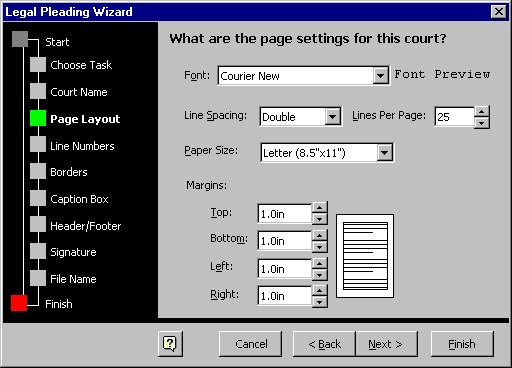 Legal Pleading Wizard
Start
Choose Task
Court Name
Page Layout
Line Numbers
Borders
Caption Box
Header/Footer
Signature
File Name
Finish
What are the page settings for this court?
Font: Courier New Font Preview
Line Spacing: Double Lines Per Page: 25
Paper Size: Letter (8.5"x11")
Margins:
Top: 1.0in
Bottom: 1.0in
Left: 1.0in
Right: 1.0in
? Cancel < Back Next > Finish